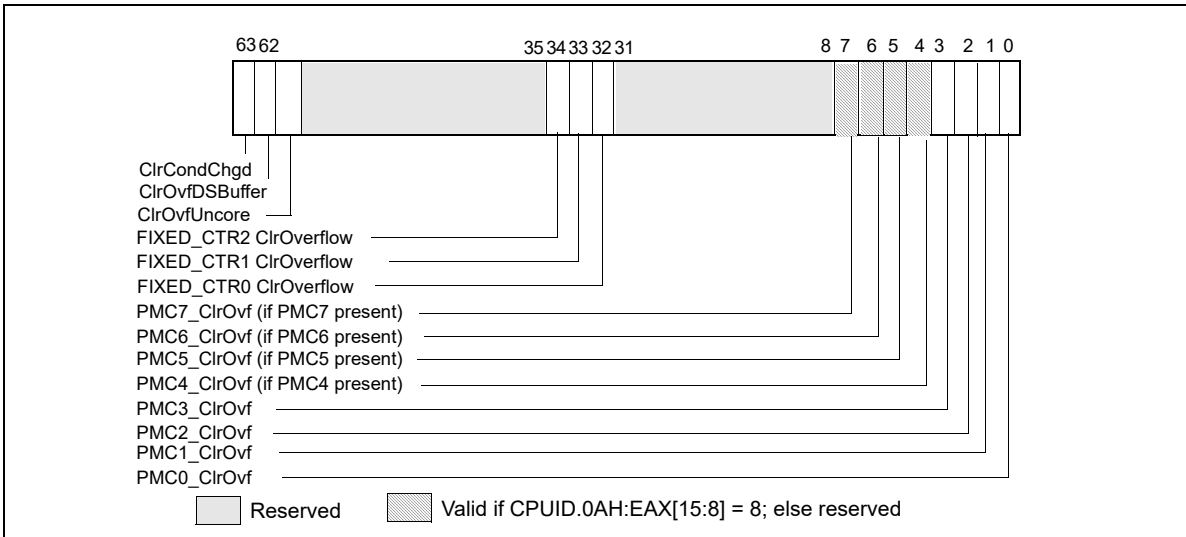 63 62 35 34 33 32 31 8 7 6 5 4 3 2 1 0
ClrCondChgd
ClrOvfDSBuffer
ClrOvfUncore
FIXED_CTR2 ClrOverflow
FIXED_CTR1 ClrOverflow
FIXED_CTR0 ClrOverflow
PMC7_ClrOvf (if PMC7 present)
PMC6_ClrOvf (if PMC6 present)
PMC5_ClrOvf (if PMC5 present)
PMC4_ClrOvf (if PMC4 present)
PMC3_ClrOvf
PMC2_ClrOvf
PMC1_ClrOvf
PMC0_ClrOvf
Reserved Valid if CPUID.0AH:EAX[15:8] = 8; else reserved